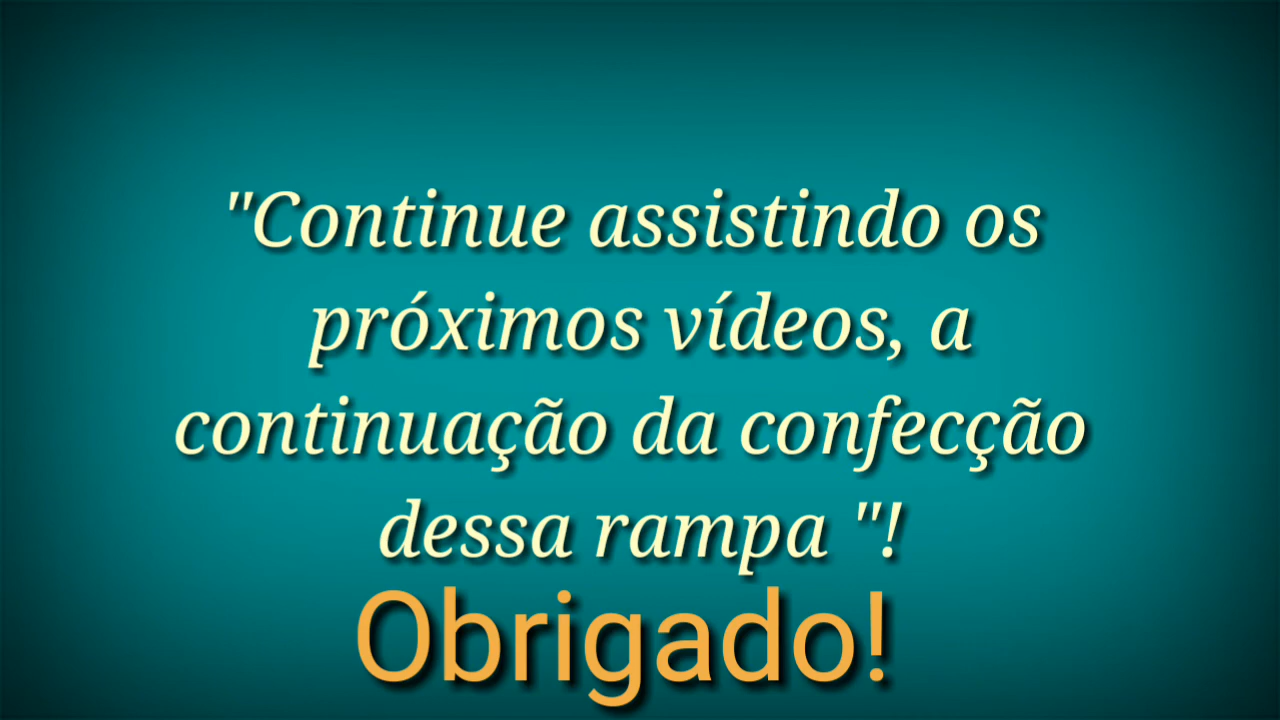 "Continue assistindo os
próximos vídeos, a
continuação da confecção
dessa rampa "!
Obrigado!